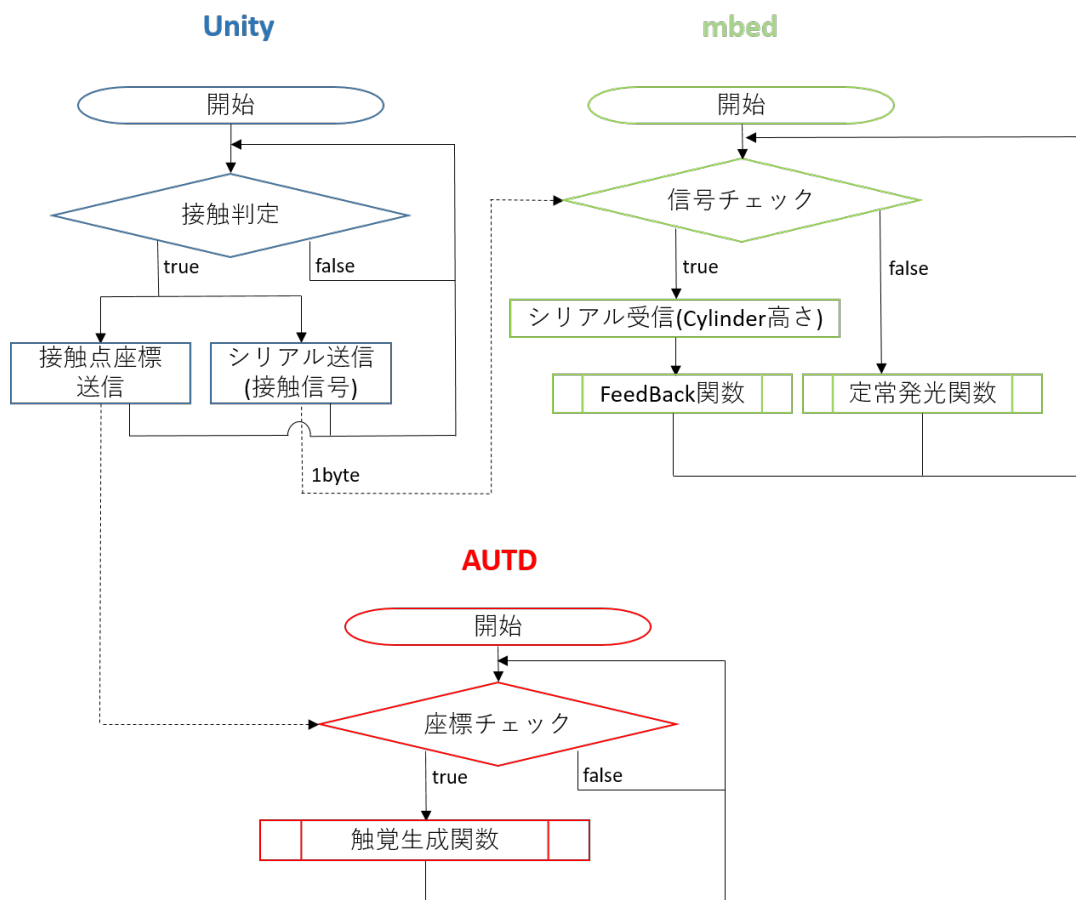 Unity
開始
接触判定
true
false
接触点座標
送信
シリアル送信
(接触信号)
1byte
mbed
開始
信号チェック
true
false
シリアル受信(Cylinder高さ)
FeedBack関数
定常発光関数
AUTD
開始
座標チェック
true
false
触覚生成関数